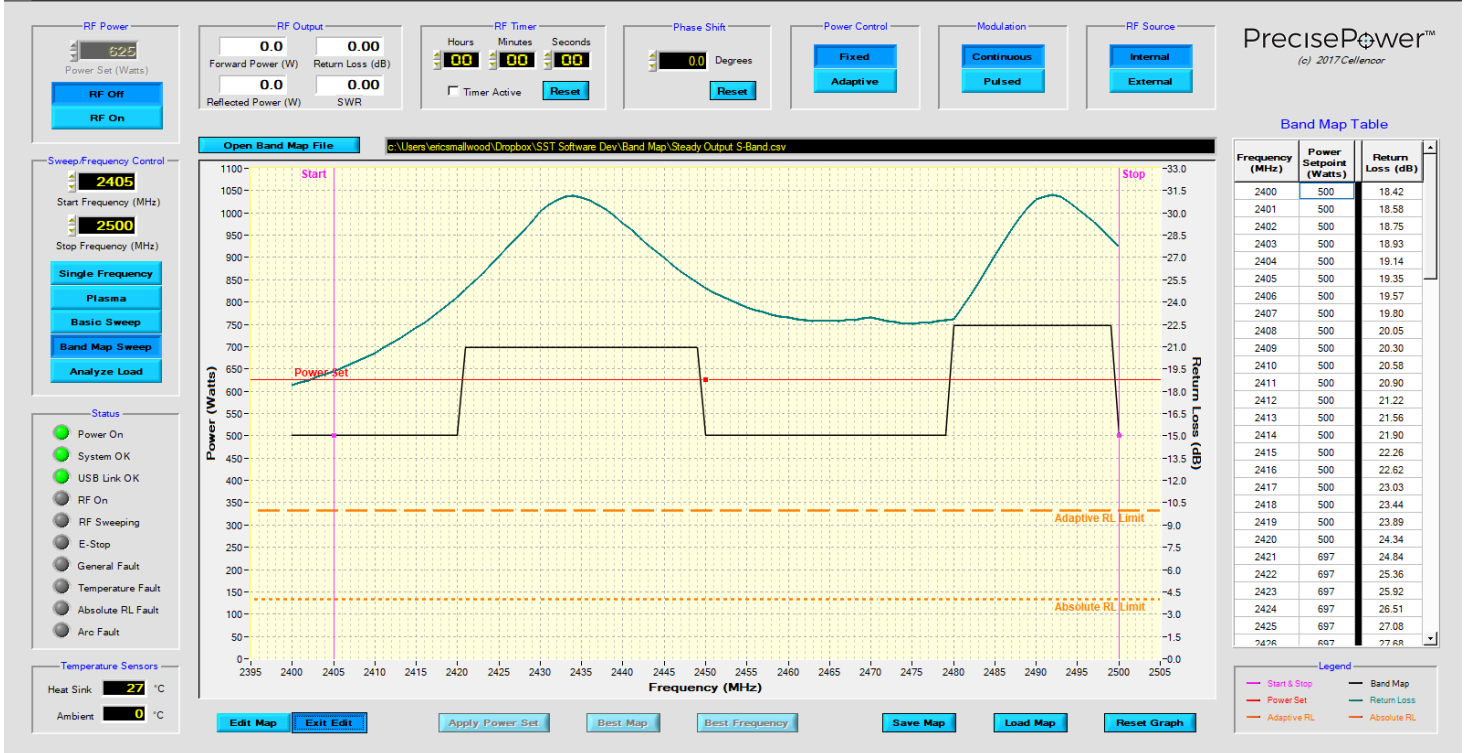 RF Power
625
Power Set (Watts)
RF Off
RF On
RF Output
0.0
0.00
Forward Power (W)
Return Loss (dB)
0.0
0.00
Reflected Power (W)
SWR
RF Timer
Hours
Minutes
Seconds
00
00
00
Timer Active
Reset
Phase Shift
0.0
Degrees
Reset
Power Control
Fixed
Adaptive
Modulation
Continuous
Pulsed
RF Source
Internal
External
PrecisePower™
(c) 2017 Cellencor
Sweep/Frequency Control
2405
Start Frequency (MHz)
2500
Stop Frequency (MHz)
Single Frequency
Plasma
Basic Sweep
Band Map Sweep
Analyze Load
Status
Power On
System OK
USB Link OK
RF On
RF Sweeping
E-Stop
General Fault
Temperature Fault
Absolute RL Fault
Arc Fault
Temperature Sensors
Heat Sink
27
°C
Ambient
0
°C
Open Band Map File
c:\Users\ericsmallwood\Dropbox\SST Software Dev\Band Map\Steady Output S-Band.csv
Power (Watts)
1100
1050
1000
950
900
850
800
750
700
650
600
550
500
450
400
350
300
250
200
150
100
50
0
Start
Stop
Power Set
Adaptive RL Limit
Absolute RL Limit
33.0
31.5
30.0
28.5
27.0
25.5
24.0
22.5
21.0
19.5
18.0
16.5
15.0
13.5
12.0
10.5
9.0
7.5
6.0
4.5
3.0
1.5
0.0
Return Loss (dB)
2395 2400 2405 2410 2415 2420 2425 2430 2435 2440 2445 2450 2455 2460 2465 2470 2475 2480 2485 2490 2495 2500 2505
Frequency (MHz)
Edit Map
Exit Edit
Apply Power Set
Best Map
Best Frequency
Save Map
Load Map
Reset Graph
Band Map Table
Frequency (MHz)
Power Setpoint (Watts)
Return Loss (dB)
2400 500 18.42
2401 500 18.58
2402 500 18.75
2403 500 18.93
2404 500 19.14
2405 500 19.35
2406 500 19.57
2407 500 19.80
2408 500 20.05
2409 500 20.30
2410 500 20.58
2411 500 20.90
2412 500 21.22
2413 500 21.56
2414 500 21.90
2415 500 22.26
2416 500 22.62
2417 500 23.03
2418 500 23.44
2419 500 23.89
2420 500 24.34
2421 697 24.84
2422 697 25.36
2423 697 25.92
2424 697 26.51
2425 697 27.08
2426 697 27.68
Legend
Start & Stop
Band Map
Power Set
Return Loss
Adaptive RL
Absolute RL